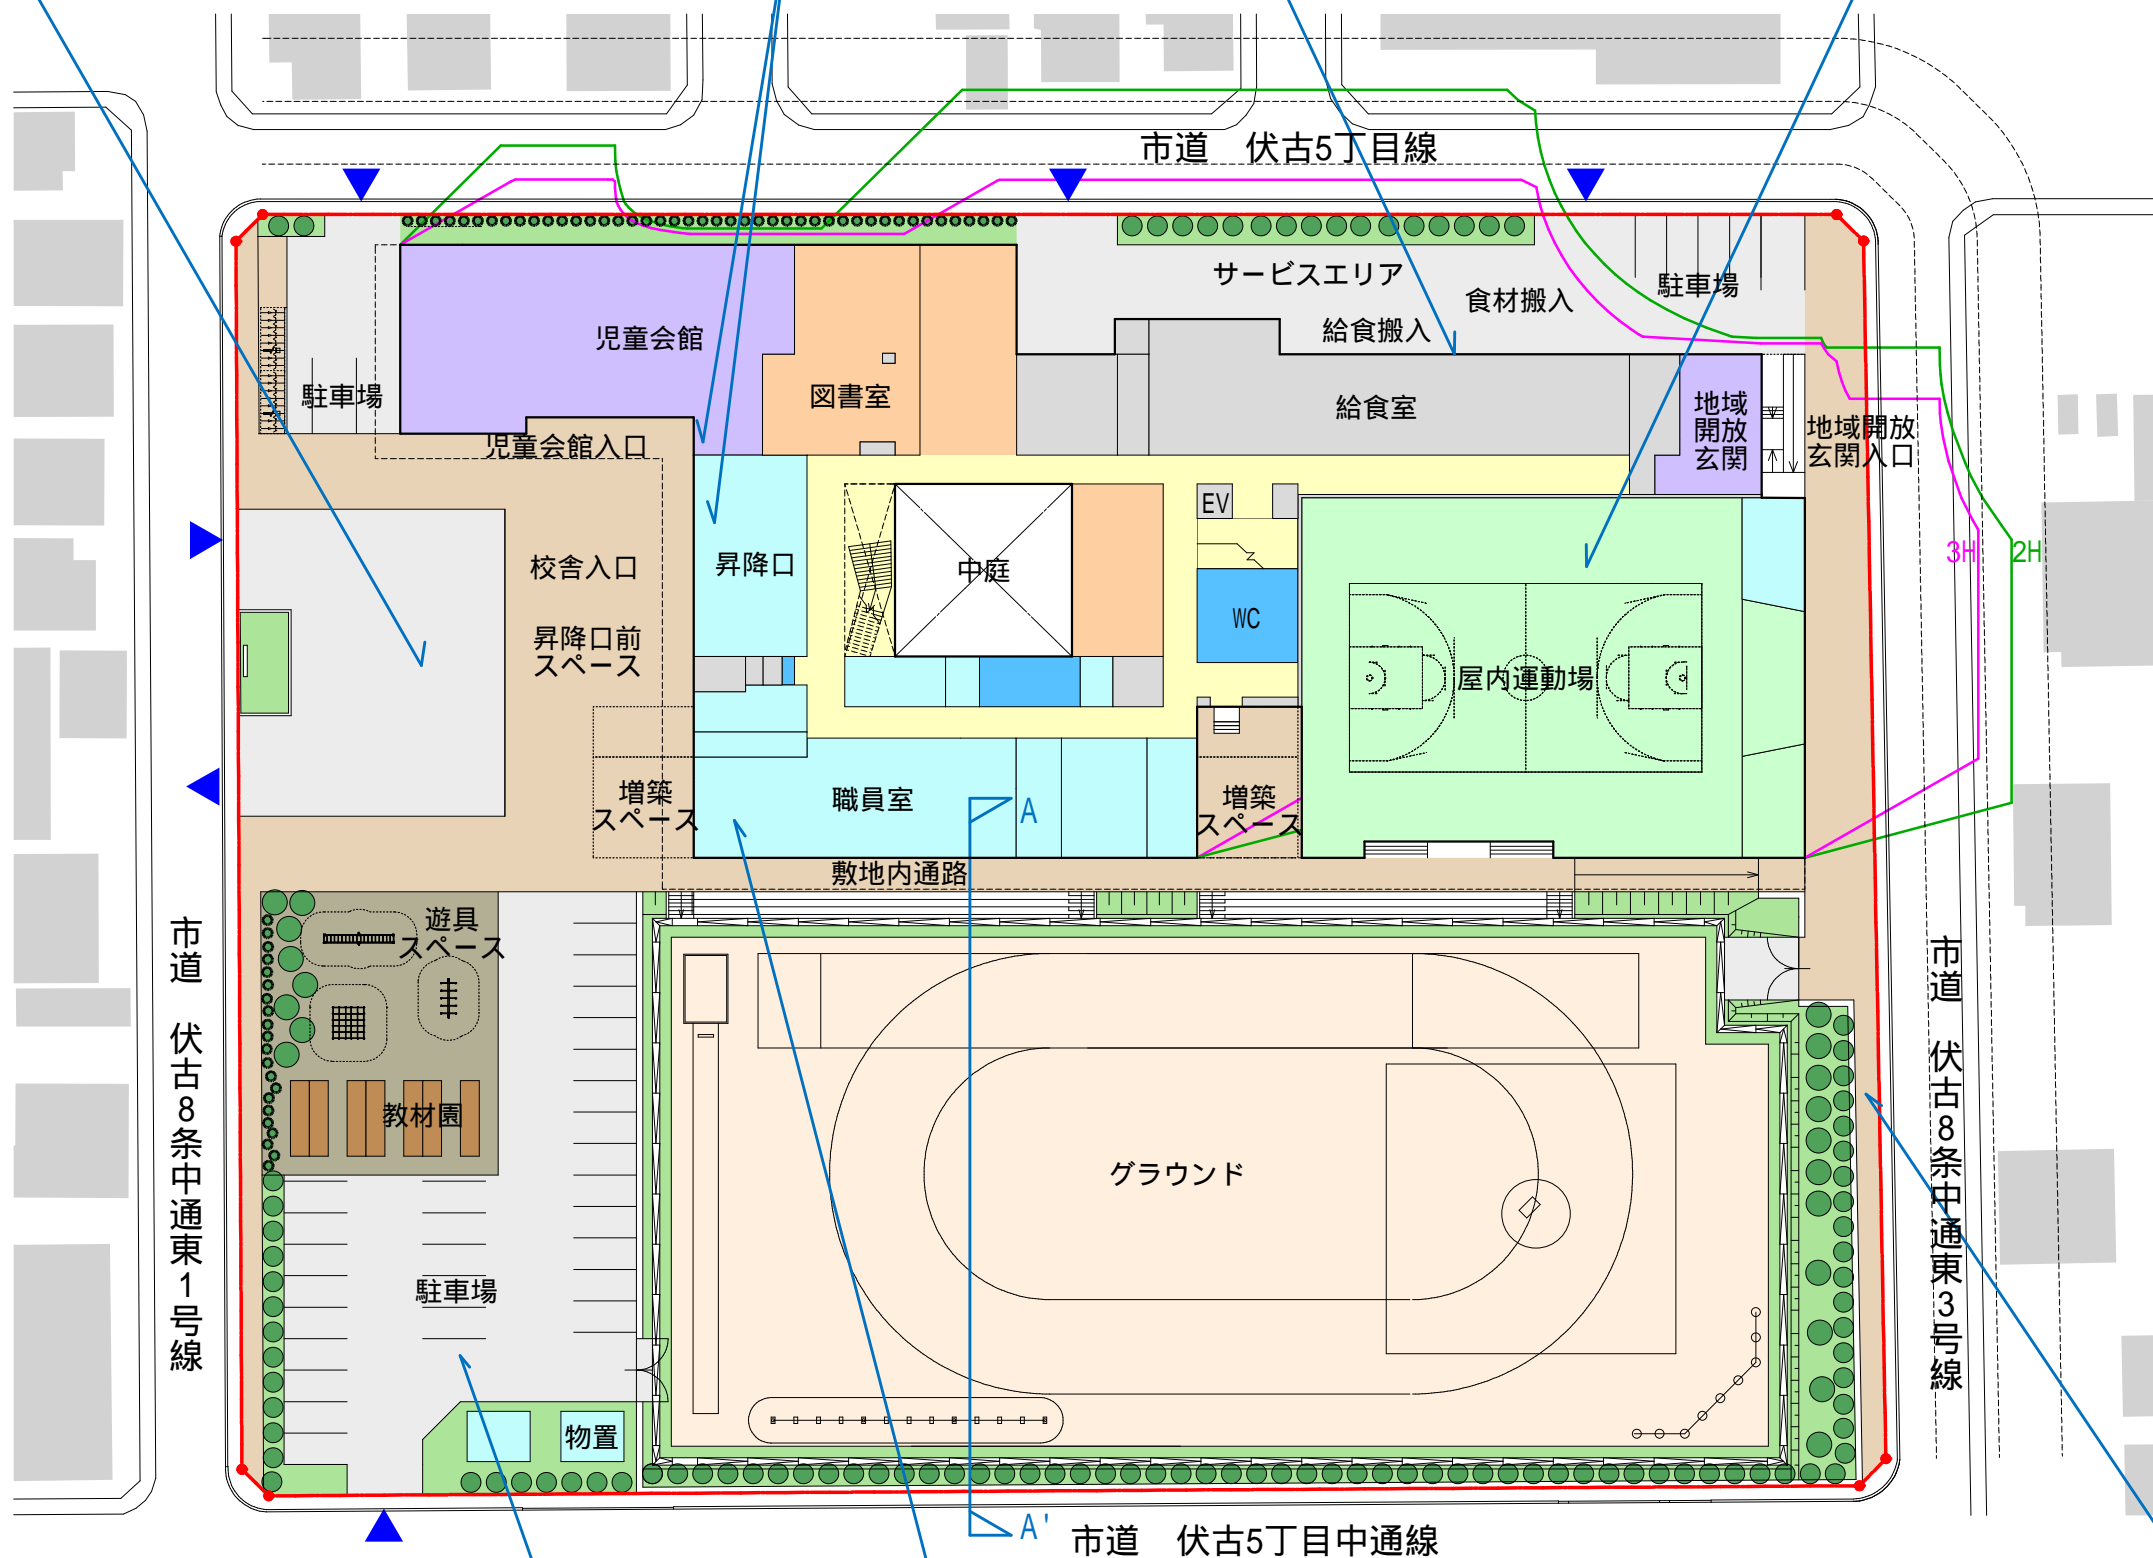 市道　伏古5丁目線
サービスエリア
食材搬入
駐車場
児童会館
給食搬入
駐車場
図書室
給食室
地域
開放
玄関
地域開放
玄関入口
児童会館入口
EV
校舎入口
昇降口
中庭
3H
2H
昇降口前
スペース
WC
屋内運動場
増築
スペース
職員室
A
増築
スペース
敷地内通路
遊具
スペース
教材園
グラウンド
市道　伏古8条中通東1号線
市道　伏古8条中通東3号線
駐車場
物置
A'
市道　伏古5丁目中通線